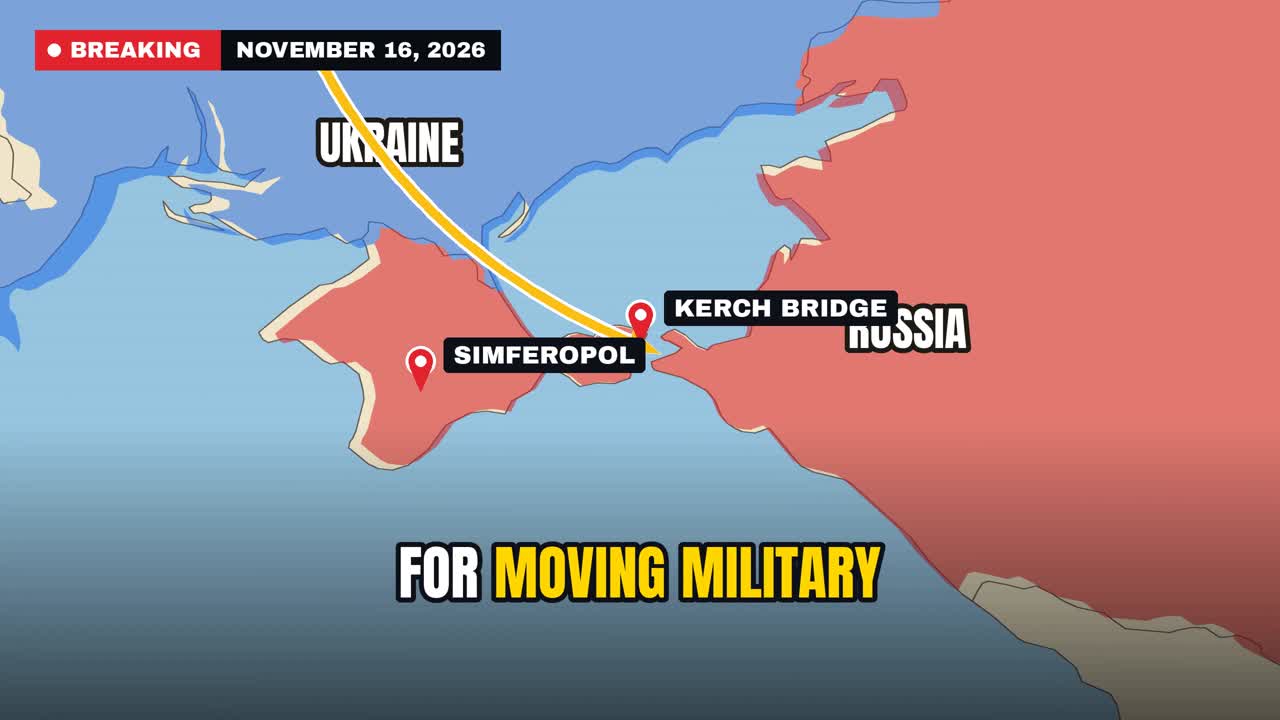 BREAKING NOVEMBER 16, 2026
UKRAINE
KERCH BRIDGE
RUSSIA
SIMFEROPOL
FOR MOVING MILITARY